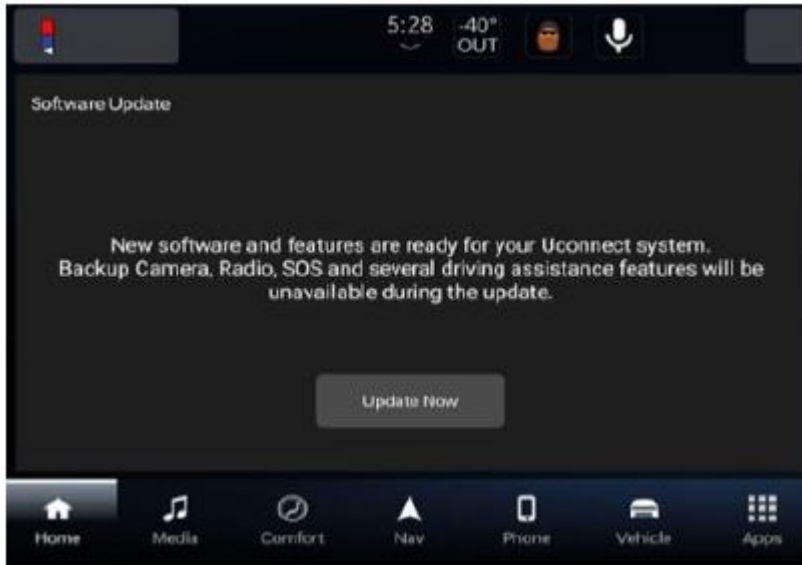 5:28
-40°
OUT
Software Update
New software and features are ready for your Uconnect system.
Backup Camera, Radio, SOS and several driving assistance features will be
unavailable during the update.
Update Now
Home Media Comfort Nav Phone Vehicle Apps